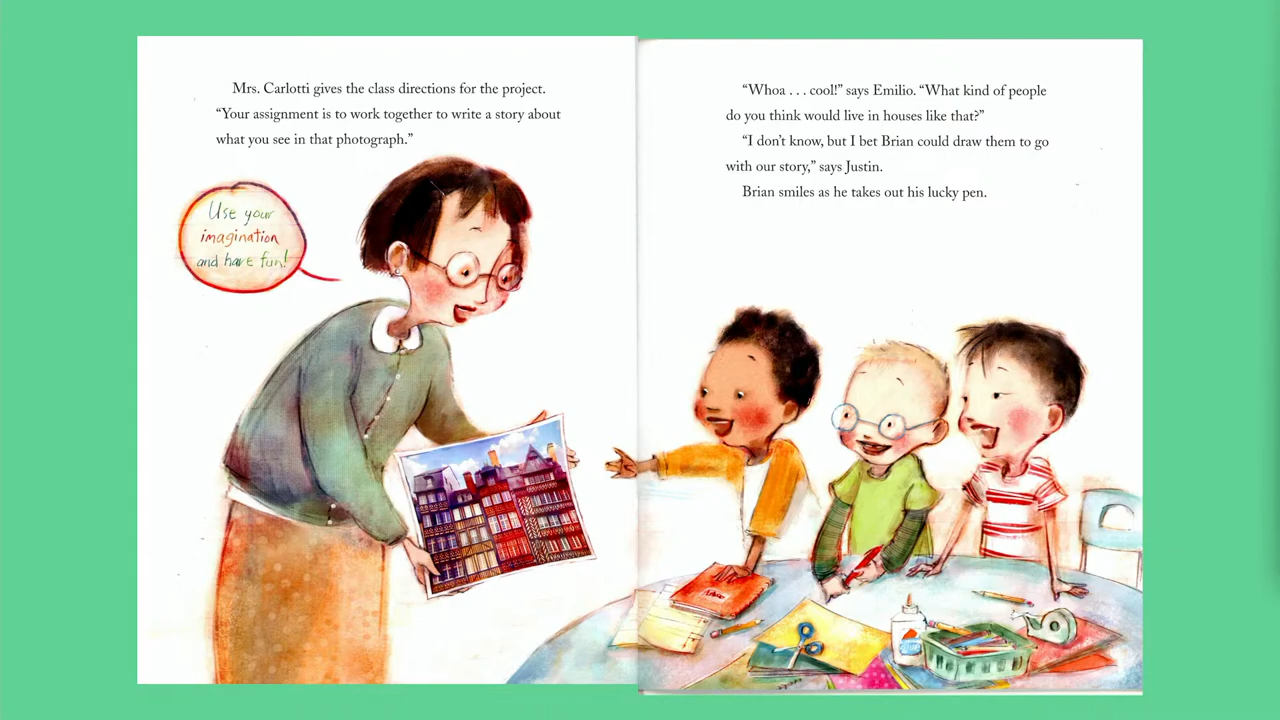 Mrs. Carlotti gives the class directions for the project.
“Your assignment is to work together to write a story about
what you see in that photograph.”
Use your
imagination
and have fun!
“Whoa . . . cool!” says Emilio. “What kind of people
do you think would live in houses like that?”
“I don’t know, but I bet Brian could draw them to go
with our story,” says Justin.
Brian smiles as he takes out his lucky pen.